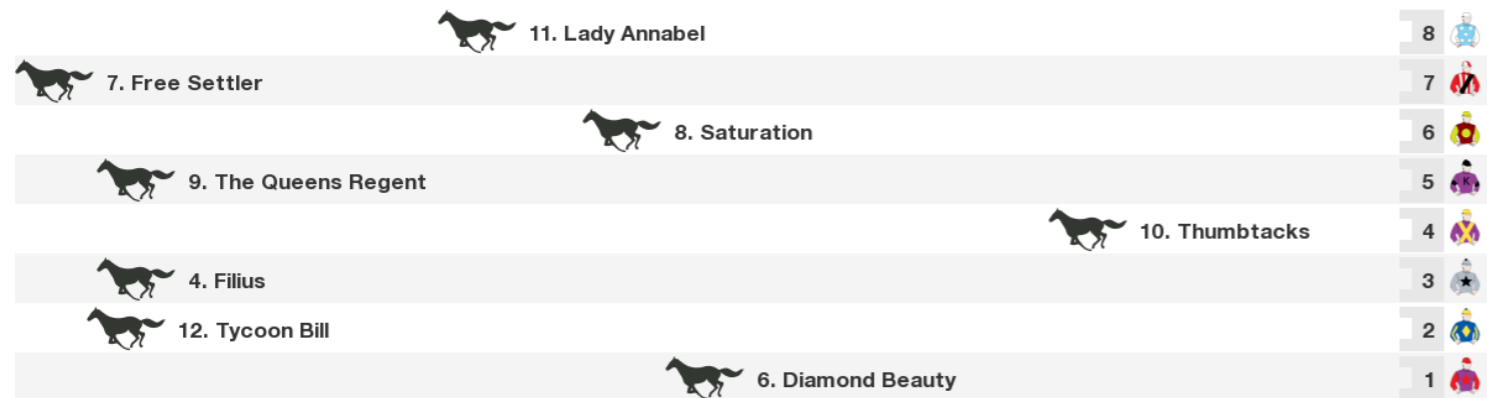 11. Lady Annabel 8
7. Free Settler 7
8. Saturation 6
9. The Queens Regent 5 K
10. Thumbtacks 4
4. Filius 3
12. Tycoon Bill 2
6. Diamond Beauty 1